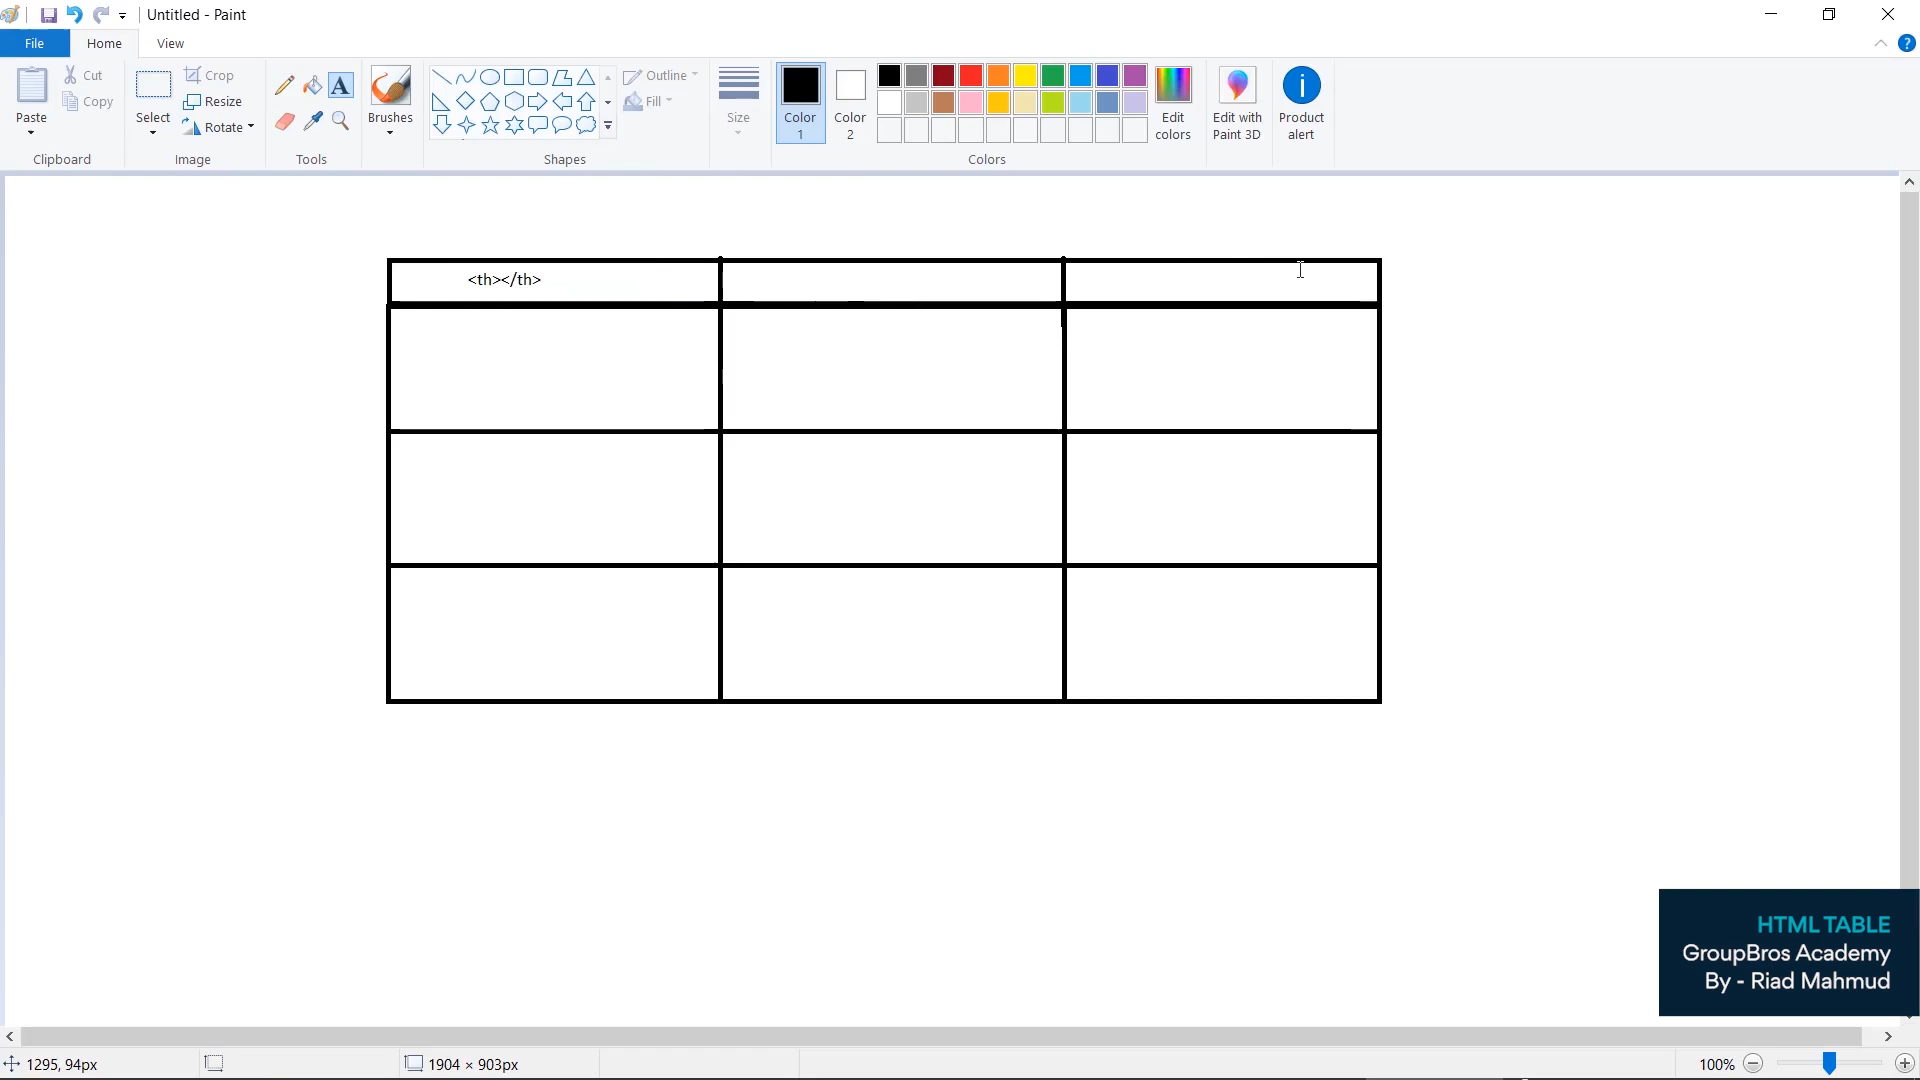 Untitled - Paint
File
Home
View
Paste
Cut
Copy
Clipboard
Select
Crop
Resize
Rotate
Image
A
Tools
Brushes
Outline
Fill
Shapes
Size
Color
1
Color
2
Edit
colors
Colors
Edit with
Paint 3D
Product
alert
<th></th>
HTML TABLE
GroupBros Academy
By - Riad Mahmud
1295, 94px
1904 × 903px
100%